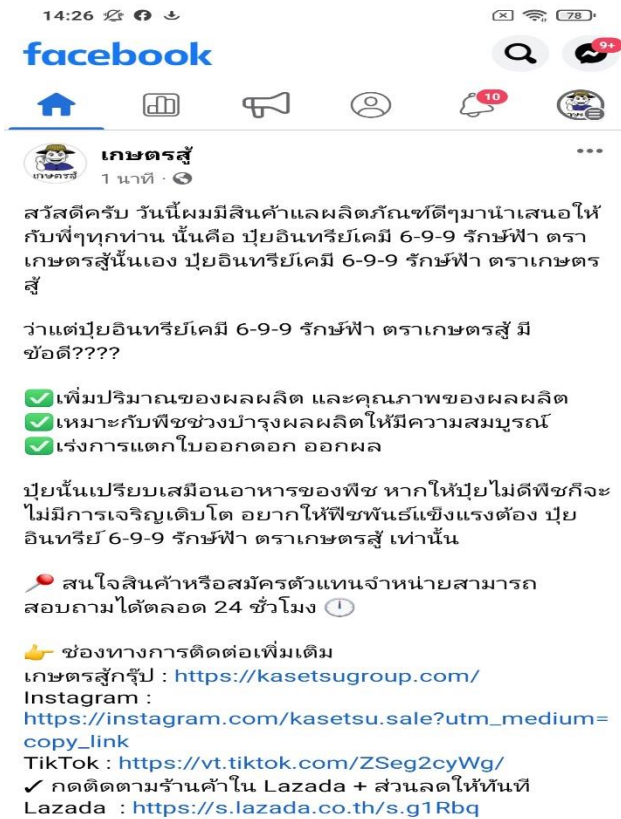 14:26
78
facebook
9+
10
เกษตรสู้
เกษตรสู้
1 นาที ·
สวัสดีครับ วันนี้ผมมีสินค้าแลผลิตภัณฑ์ดีๆมานำเสนอให้
กับพี่ๆทุกท่าน นั้นคือ ปุ๋ยอินทรีย์เคมี 6-9-9 รักษ์ฟ้า ตรา
เกษตรสู้นั้นเอง ปุ๋ยอินทรีย์เคมี 6-9-9 รักษ์ฟ้า ตราเกษตร
สู้
ว่าแต่ปุ๋ยอินทรีย์เคมี 6-9-9 รักษ์ฟ้า ตราเกษตรสู้ มี
ข้อดี????
✅เพิ่มปริมาณของผลผลิต และคุณภาพของผลผลิต
✅เหมาะกับพืชช่วงบำรุงผลผลิตให้มีความสมบูรณ์
✅เร่งการแตกใบออกดอก ออกผล
ปุ๋ยนั้นเปรียบเสมือนอาหารของพืช หากให้ปุ๋ยไม่ดีพืชก็จะ
ไม่มีการเจริญเติบโต อยากให้พืชพันธ์แข็งแรงต้อง ปุ๋ย
อินทรีย์ 6-9-9 รักษ์ฟ้า ตราเกษตรสู้ เท่านั้น
📍 สนใจสินค้าหรือสมัครตัวแทนจำหน่ายสามารถ
สอบถามได้ตลอด 24 ชั่วโมง 🕛
👉 ช่องทางการติดต่อเพิ่มเติม
เกษตรสู้กรุ๊ป : https://kasetsugroup.com/
Instagram :
https://instagram.com/kasetsu.sale?utm_medium=
copy_link
TikTok : https://vt.tiktok.com/ZSeg2cyWg/
✓ กดติดตามร้านค้าใน Lazada + ส่วนลดให้ทันที
Lazada : https://s.lazada.co.th/s.g1Rbq